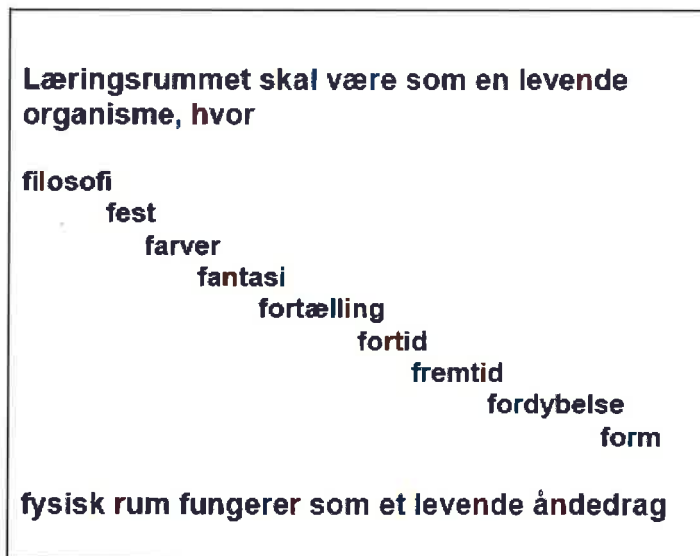 Læringsrummet skal være som en levende
organisme, hvor
filosofi
fest
farver
fantasi
fortælling
fortid
fremtid
fordybelse
form
fysisk rum fungerer som et levende åndedrag